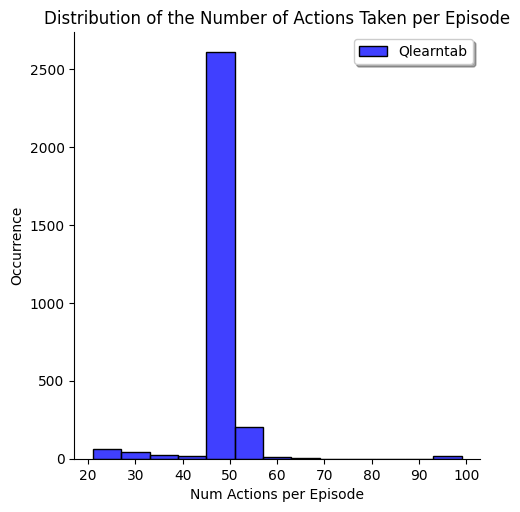 Distribution of the Number of Actions Taken per Episode
Qlearntab
2500
2000
1500
1000
500
0
Occurrence
20 30 40 50 60 70 80 90 100
Num Actions per Episode